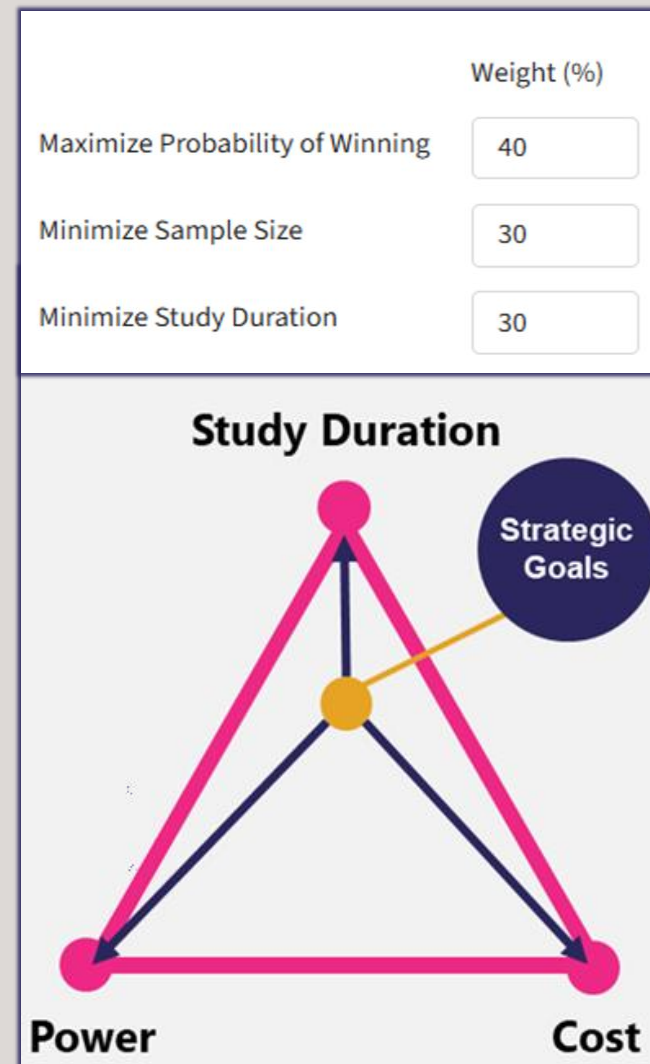 Weight (%)
Maximize Probability of Winning 40
Minimize Sample Size 30
Minimize Study Duration 30
Study Duration
Strategic
Goals
Power Cost